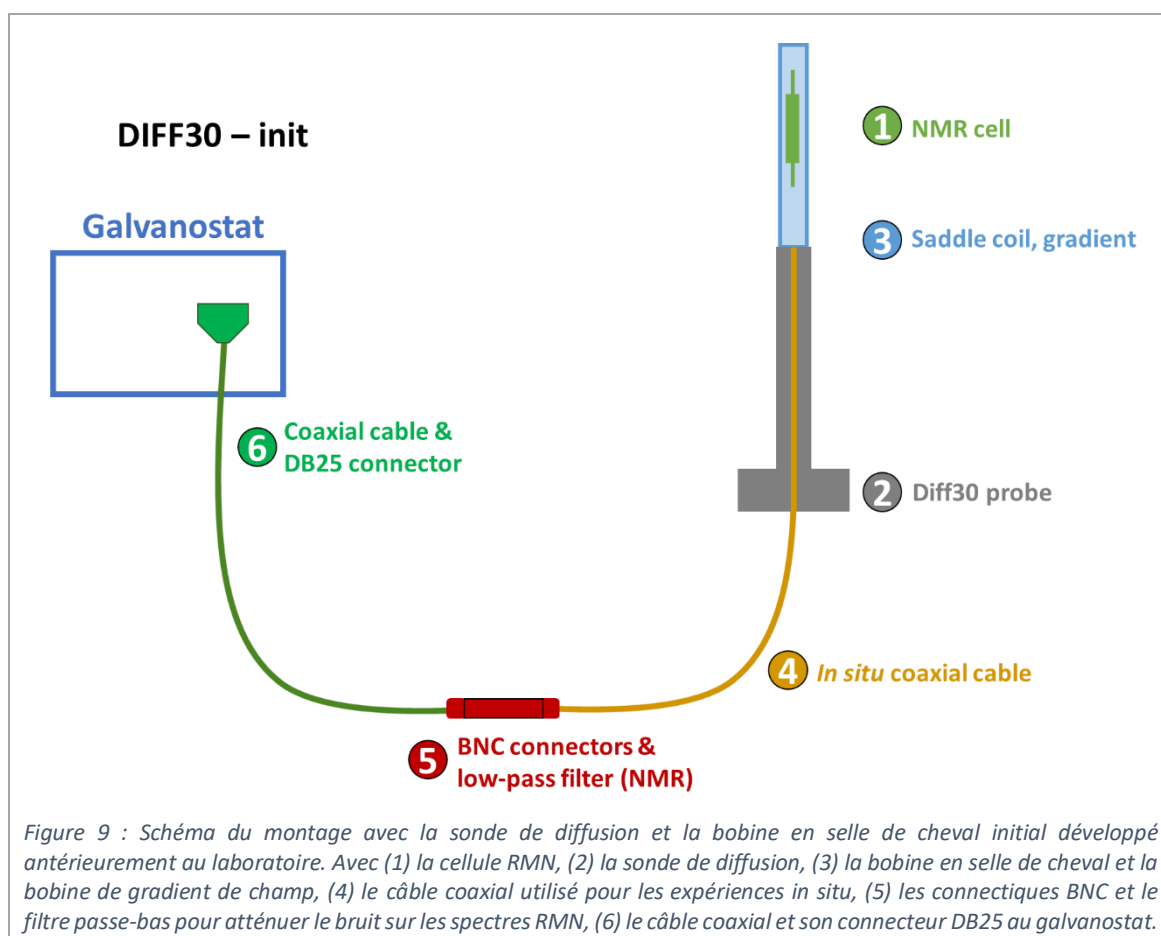 DIFF30 – init
Galvanostat
1 NMR cell
3 Saddle coil, gradient
6 Coaxial cable &
DB25 connector
2 Diff30 probe
4 In situ coaxial cable
5 BNC connectors &
low-pass filter (NMR)
Figure 9 : Schéma du montage avec la sonde de diffusion et la bobine en selle de cheval initial développé
antérieurement au laboratoire. Avec (1) la cellule RMN, (2) la sonde de diffusion, (3) la bobine en selle de cheval et la
bobine de gradient de champ, (4) le câble coaxial utilisé pour les expériences in situ, (5) les connectiques BNC et le
filtre passe-bas pour atténuer le bruit sur les spectres RMN, (6) le câble coaxial et son connecteur DB25 au galvanostat.